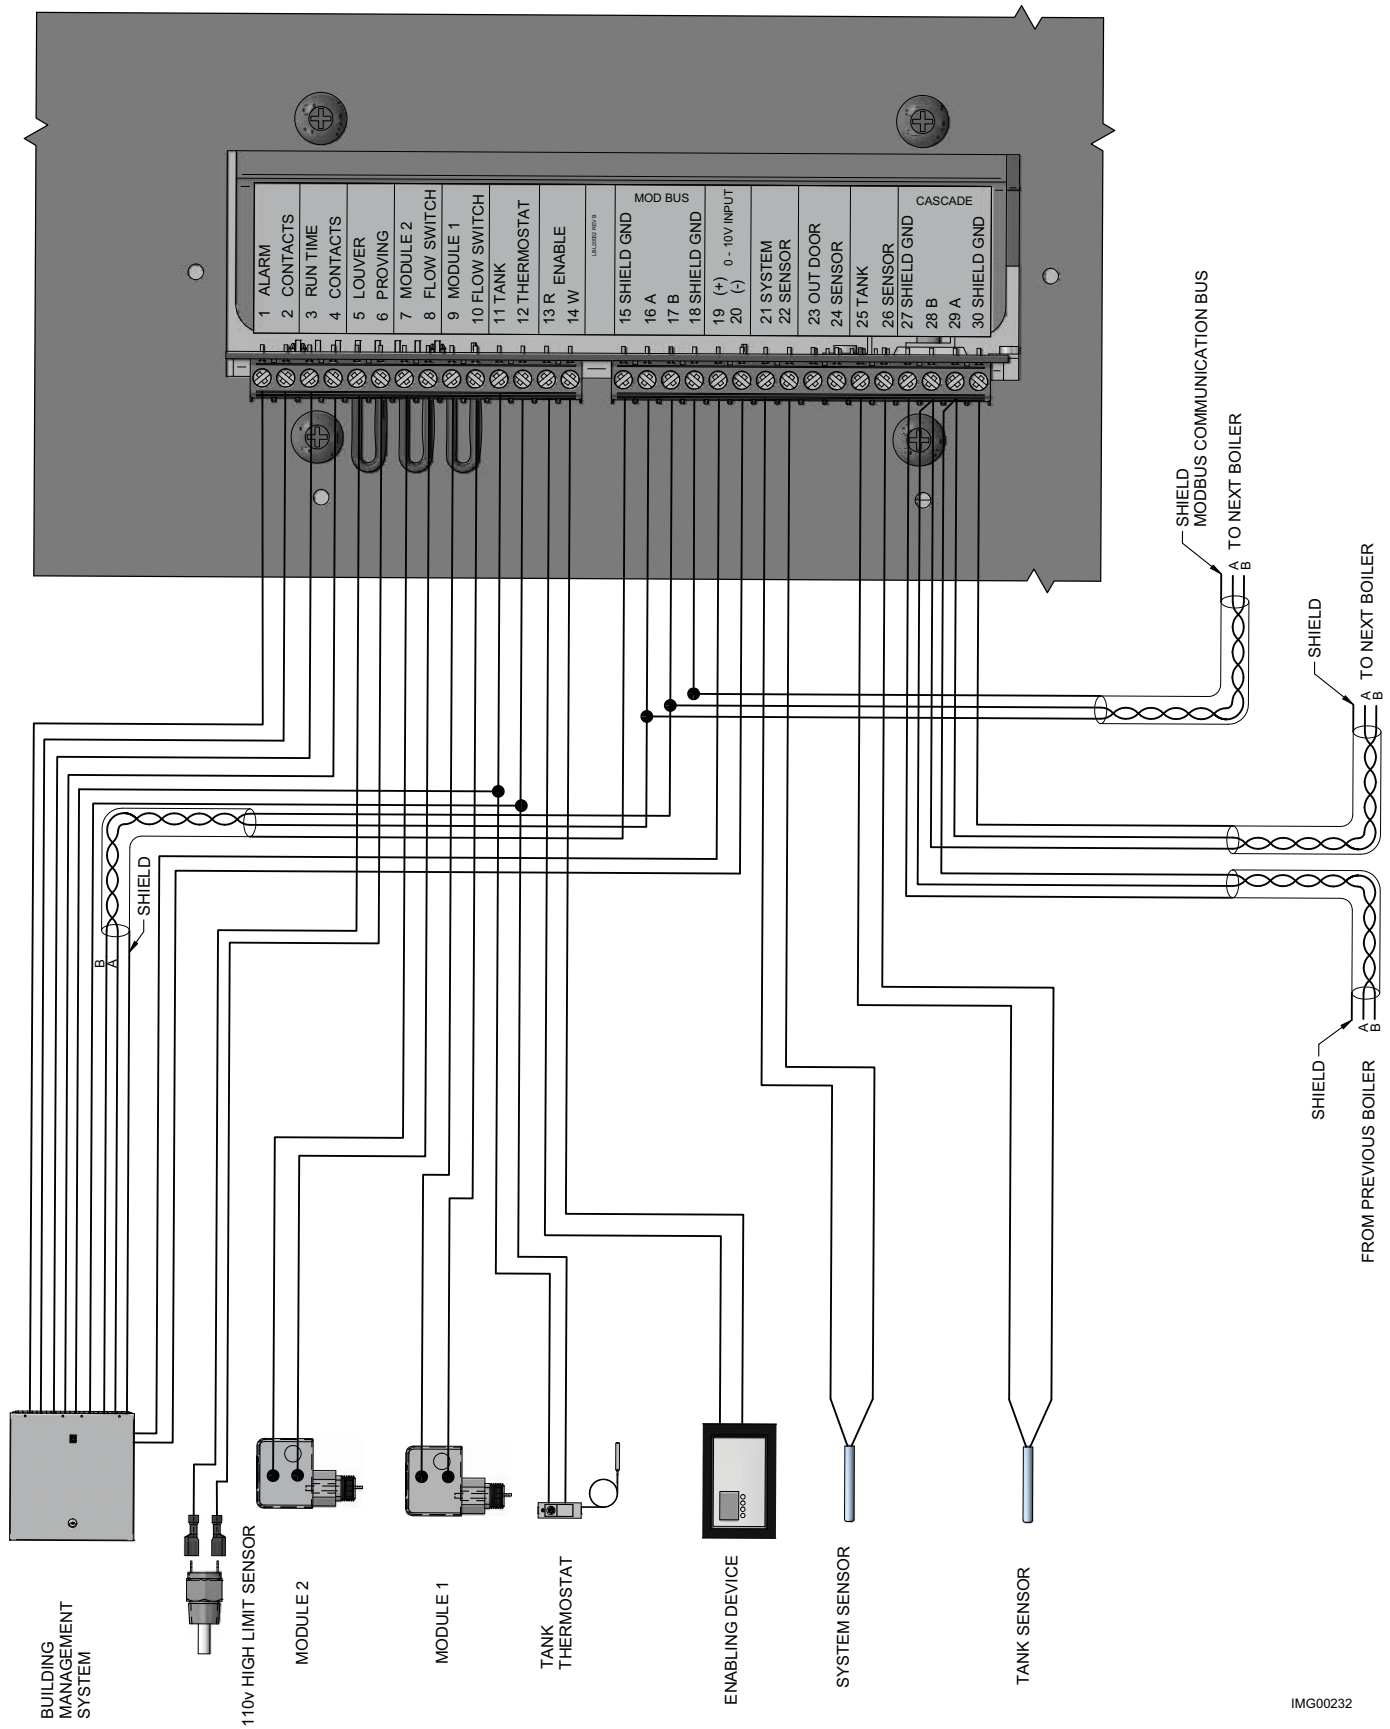 1 ALARM
2 CONTACTS
3 RUN TIME
4 CONTACTS
5 LOUVER
6 PROVING
7 MODULE 2
8 FLOW SWITCH
9 MODULE 1
10 FLOW SWITCH
11 TANK
12 THERMOSTAT
13 R
ENABLE
14 W
LBL20052 REV B
MOD BUS
15 SHIELD GND
16 A
17 B
18 SHIELD GND
19 (+)
0 - 10V INPUT
20 (-)
21 SYSTEM
22 SENSOR
23 OUT DOOR
24 SENSOR
25 TANK
26 SENSOR
CASCADE
27 SHIELD GND
28 B
29 A
30 SHIELD GND
SHIELD
MODBUS COMMUNICATION BUS
A
B
TO NEXT BOILER
SHIELD
A
B
TO NEXT BOILER
SHIELD
A
B
FROM PREVIOUS BOILER
SHIELD
B
A
BUILDING
MANAGEMENT
SYSTEM
110v HIGH LIMIT SENSOR
MODULE 2
MODULE 1
TANK
THERMOSTAT
ENABLING DEVICE
SYSTEM SENSOR
TANK SENSOR
IMG00232